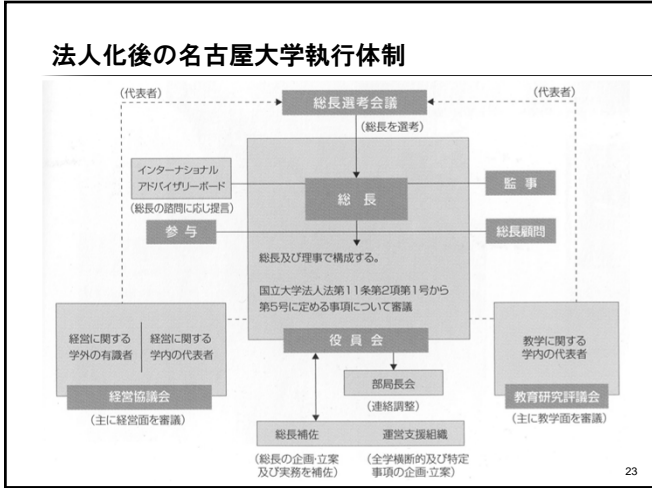 法人化後の名古屋大学執行体制
(代表者)
(代表者)
総長選考会議
(総長を選考)
インターナショナル
アドバイザリーボード
(総長の諮問に応じ提言)
総長
監事
参与
総長顧問
総長及び理事で構成する。
国立大学法人法第11条第2項第1号から
第5号に定める事項について審議
役員会
経営に関する
学外の有識者
経営に関する
学内の代表者
経営協議会
(主に経営面を審議)
教学に関する
学内の代表者
教育研究評議会
(主に教学面を審議)
部局長会
(連絡調整)
総長補佐
運営支援組織
(総長の企画・立案
及び実務を補佐)
(全学横断的及び特定
事項の企画・立案)
23